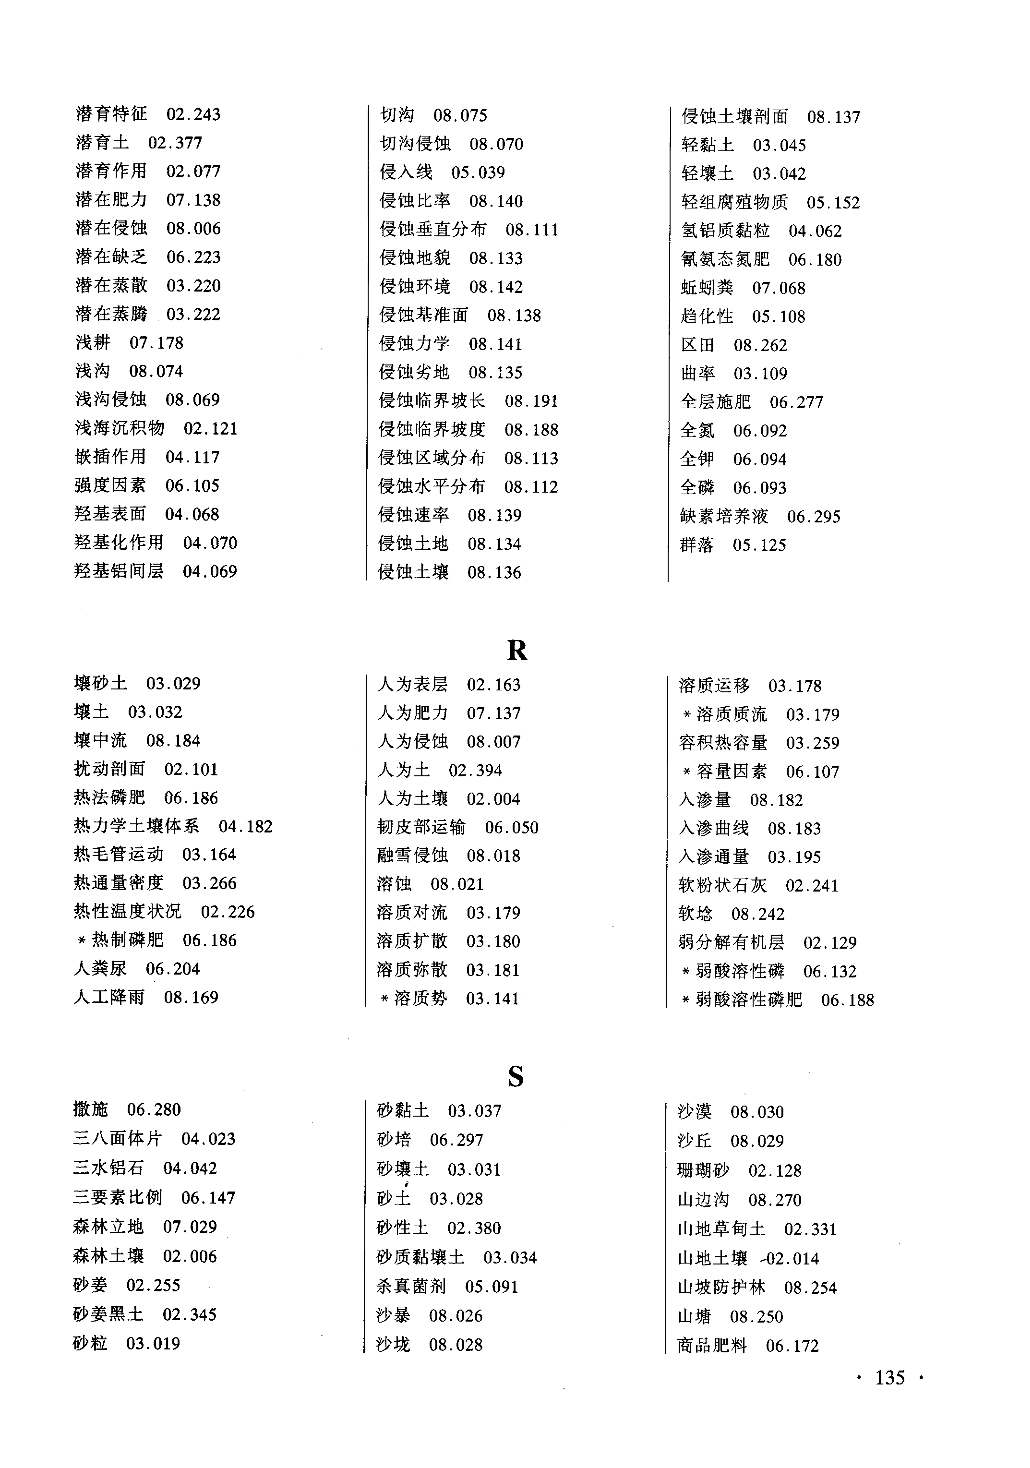 潜育特征 02.243
潜育土 02.377
潜育作用 02.077
潜在肥力 07.138
潜在侵蚀 08.006
潜在缺乏 06.223
潜在蒸散 03.220
潜在蒸腾 03.222
浅耕 07.178
浅沟 08.074
浅沟侵蚀 08.069
浅海沉积物 02.121
嵌插作用 04.117
强度因素 06.105
羟基表面 04.068
羟基化作用 04.070
羟基铝间层 04.069
切沟 08.075
切沟侵蚀 08.070
侵入线 05.039
侵蚀比率 08.140
侵蚀垂直分布 08.111
侵蚀地貌 08.133
侵蚀环境 08.142
侵蚀基准面 08.138
侵蚀力学 08.141
侵蚀劣地 08.135
侵蚀临界坡长 08.191
侵蚀临界坡度 08.188
侵蚀区域分布 08.113
侵蚀水平分布 08.112
侵蚀速率 08.139
侵蚀土地 08.134
侵蚀土壤 08.136
侵蚀土壤剖面 08.137
轻黏土 03.045
轻壤土 03.042
轻组腐殖物质 05.152
氢铝质黏粒 04.062
氰氨态氮肥 06.180
蚯蚓粪 07.068
趋化性 05.108
区田 08.262
曲率 03.109
全层施肥 06.277
全氮 06.092
全钾 06.094
全磷 06.093
缺素培养液 06.295
群落 05.125
R
壤砂土 03.029
壤土 03.032
壤中流 08.184
扰动剖面 02.101
热法磷肥 06.186
热力学土壤体系 04.182
热毛管运动 03.164
热通量密度 03.266
热性温度状况 02.226
*热制磷肥 06.186
人粪尿 06.204
人工降雨 08.169
人为表层 02.163
人为肥力 07.137
人为侵蚀 08.007
人为土 02.394
人为土壤 02.004
韧皮部运输 06.050
融雪侵蚀 08.018
溶蚀 08.021
溶质对流 03.179
溶质扩散 03.180
溶质弥散 03.181
*溶质势 03.141
溶质运移 03.178
*溶质质流 03.179
容积热容量 03.259
*容量因素 06.107
入渗量 08.182
入渗曲线 08.183
入渗通量 03.195
软粉状石灰 02.241
软埝 08.242
弱分解有机层 02.129
*弱酸溶性磷 06.132
*弱酸溶性磷肥 06.188
S
撒施 06.280
三八面体片 04.023
三水铝石 04.042
三要素比例 06.147
森林立地 07.029
森林土壤 02.006
砂姜 02.255
砂姜黑土 02.345
砂粒 03.019
砂黏土 03.037
砂培 06.297
砂壤土 03.031
砂土 03.028
砂性土 02.380
砂质黏壤土 03.034
杀真菌剂 05.091
沙暴 08.026
沙垅 08.028
沙漠 08.030
沙丘 08.029
珊瑚砂 02.128
山边沟 08.270
山地草甸土 02.331
山地土壤 02.014
山坡防护林 08.254
山塘 08.250
商品肥料 06.172
· 135 ·